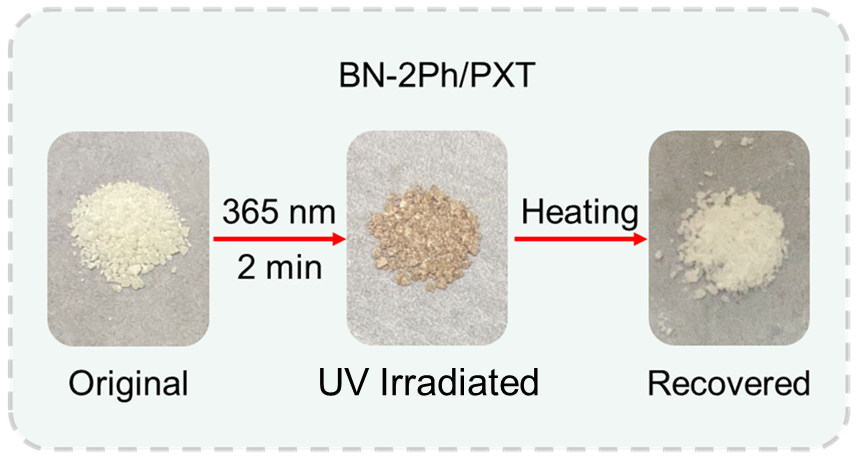 BN-2Ph/PXT
365 nm
2 min
Heating
Original
UV Irradiated
Recovered